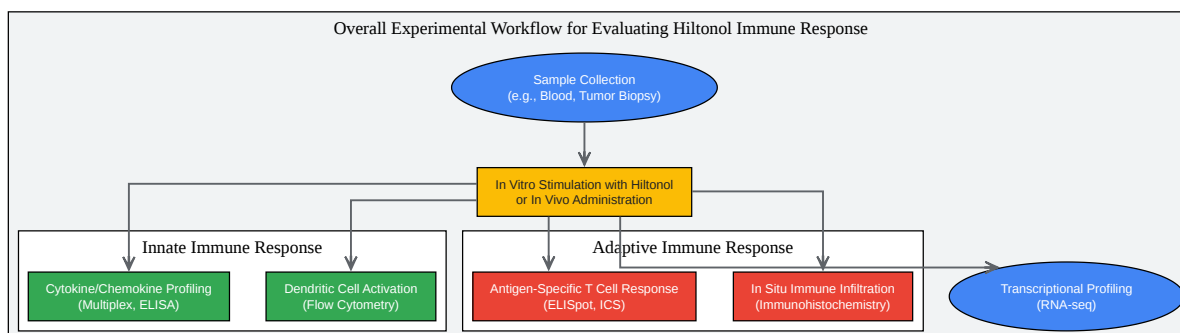 Overall Experimental Workflow for Evaluating Hiltonol Immune Response
Sample Collection
(e.g., Blood, Tumor Biopsy)
In Vitro Stimulation with Hiltonol
or In Vivo Administration
Innate Immune Response
Cytokine/Chemokine Profiling
(Multiplex, ELISA)
Dendritic Cell Activation
(Flow Cytometry)
Adaptive Immune Response
Antigen-Specific T Cell Response
(ELISpot, ICS)
In Situ Immune Infiltration
(Immunohistochemistry)
Transcriptional Profiling
(RNA-seq)